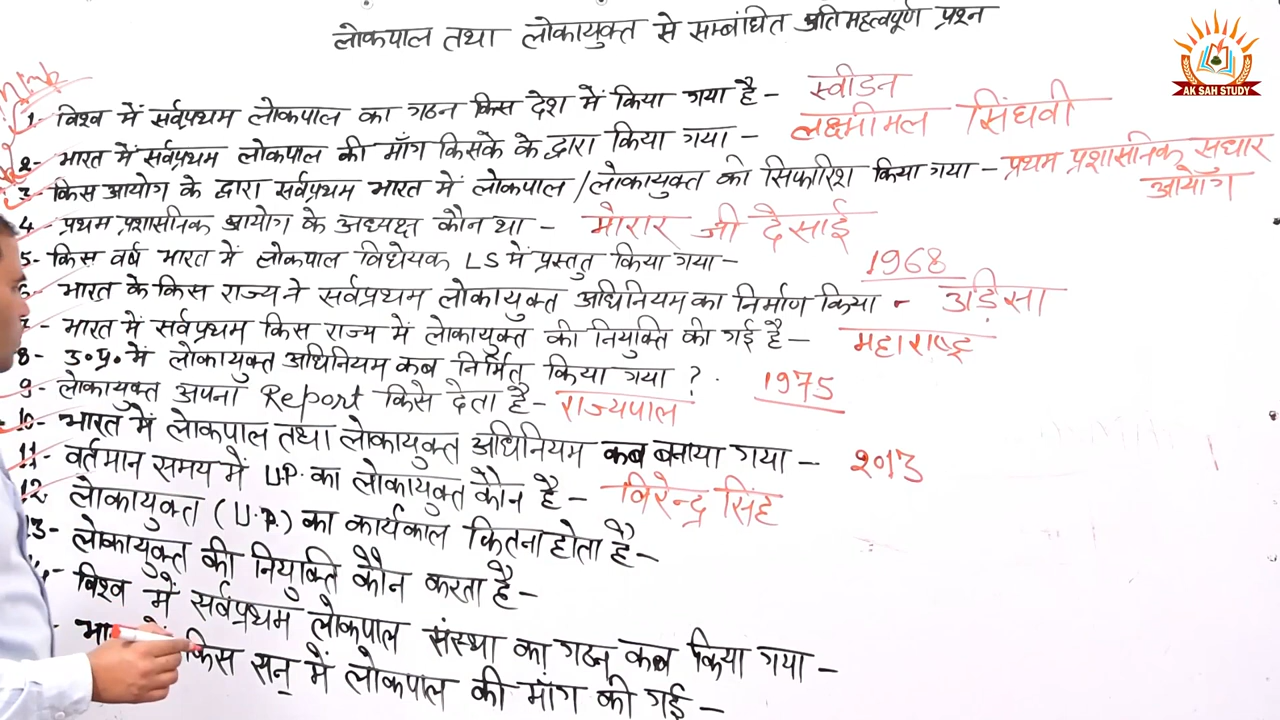 लोकपाल तथा लोकायुक्त से सम्बंधित अतिमहत्वपूर्ण प्रश्न
AK SAH STUDY
1- विश्व में सर्वप्रथम लोकपाल का गठन किस देश में किया गया है - स्वीडन
2- भारत में सर्वप्रथम लोकपाल की माँग किसके के द्वारा किया गया - लक्ष्मीमल सिंघवी
3- किस आयोग के द्वारा सर्वप्रथम भारत में लोकपाल / लोकायुक्त की सिफारिश किया गया - प्रथम प्रशासनिक सुधार
आयोग
4- प्रथम प्रशासनिक आयोग के अध्यक्ष कौन था - मोरार जी देसाई
5- किस वर्ष भारत में लोकपाल विधेयक LS में प्रस्तुत किया गया - 1968
6- भारत के किस राज्य ने सर्वप्रथम लोकायुक्त अधिनियम का निर्माण किया - उड़िसा
7- भारत में सर्वप्रथम किस राज्य में लोकायुक्त की नियुक्ति की गई है - महाराष्ट्र
8- उ०प्र० में लोकायुक्त अधिनियम कब निर्मित किया गया ? 1975
9- लोकायुक्त अपना Report किसे देता है - राज्यपाल
10- भारत में लोकपाल तथा लोकायुक्त अधिनियम कब बनाया गया - 2013
11- वर्तमान समय में U.P. का लोकायुक्त कौन है - विरेन्द्र सिंह
12 लोकायुक्त (U.P.) का कार्यकाल कितना होता है -
13- लोकायुक्त की नियुक्ति कौन करता है -
विश्व में सर्वप्रथम लोकपाल संस्था का गठन कब किया गया -
किस सन् में लोकपाल की माँग की गई -